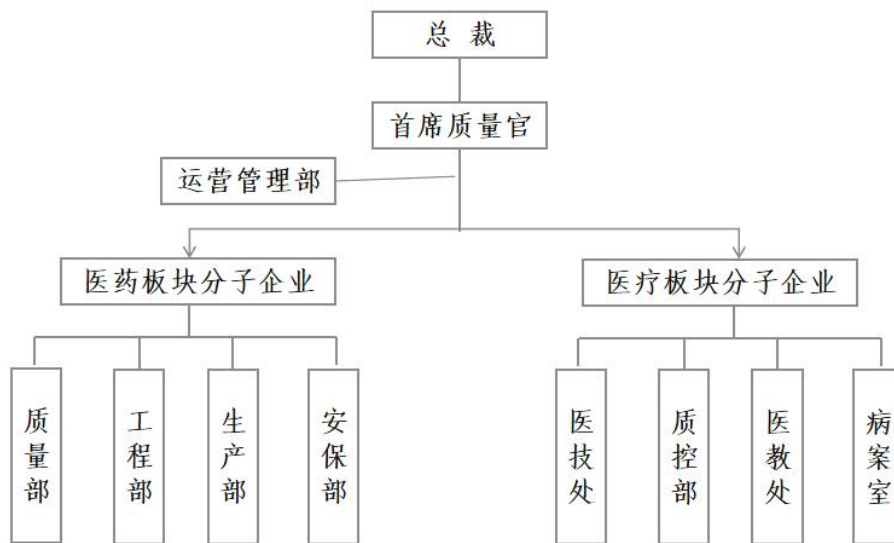 总 裁
首席质量官
运营管理部
医药板块分子企业
医疗板块分子企业
质量部
工程部
生产部
安保部
医技处
质控部
医教处
病案室